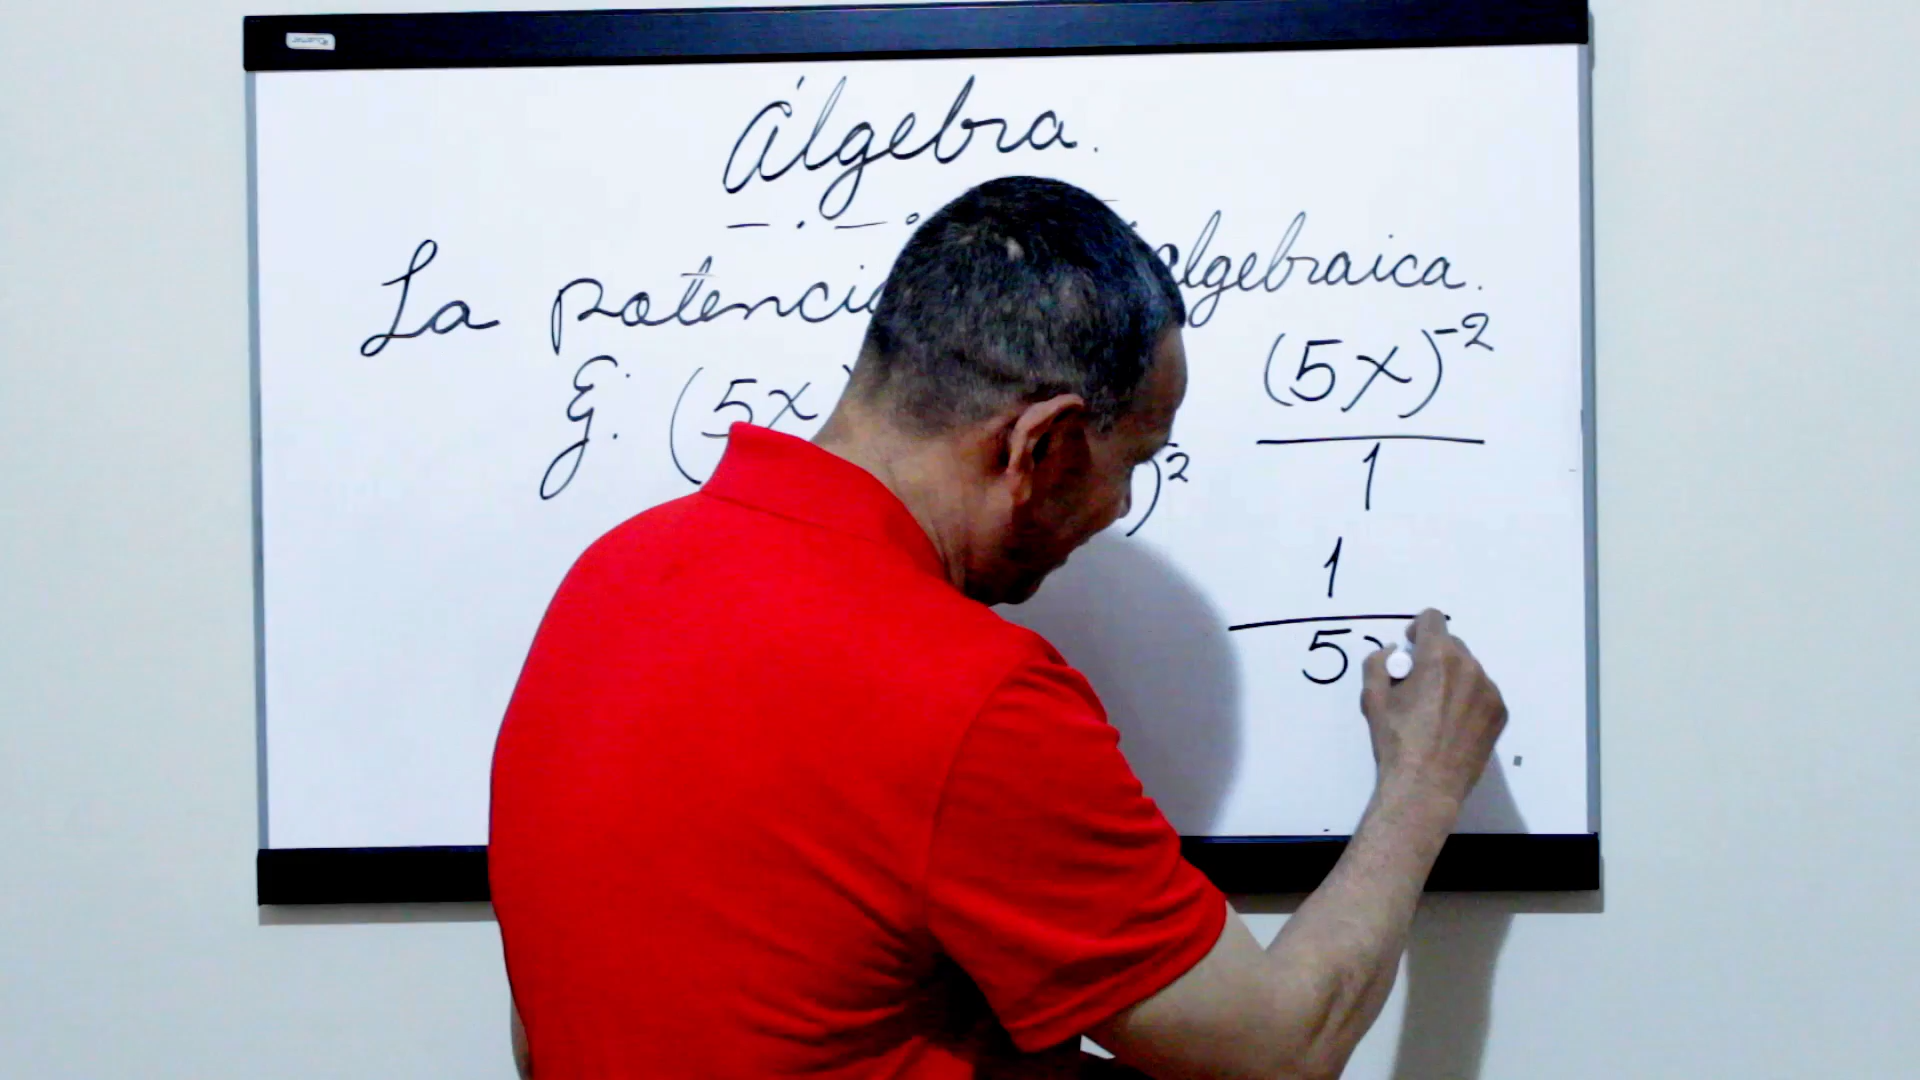 Álgebra.
La potencia algebraica.
Ej: (5x)
)²
(5x)⁻²
1
1
5x